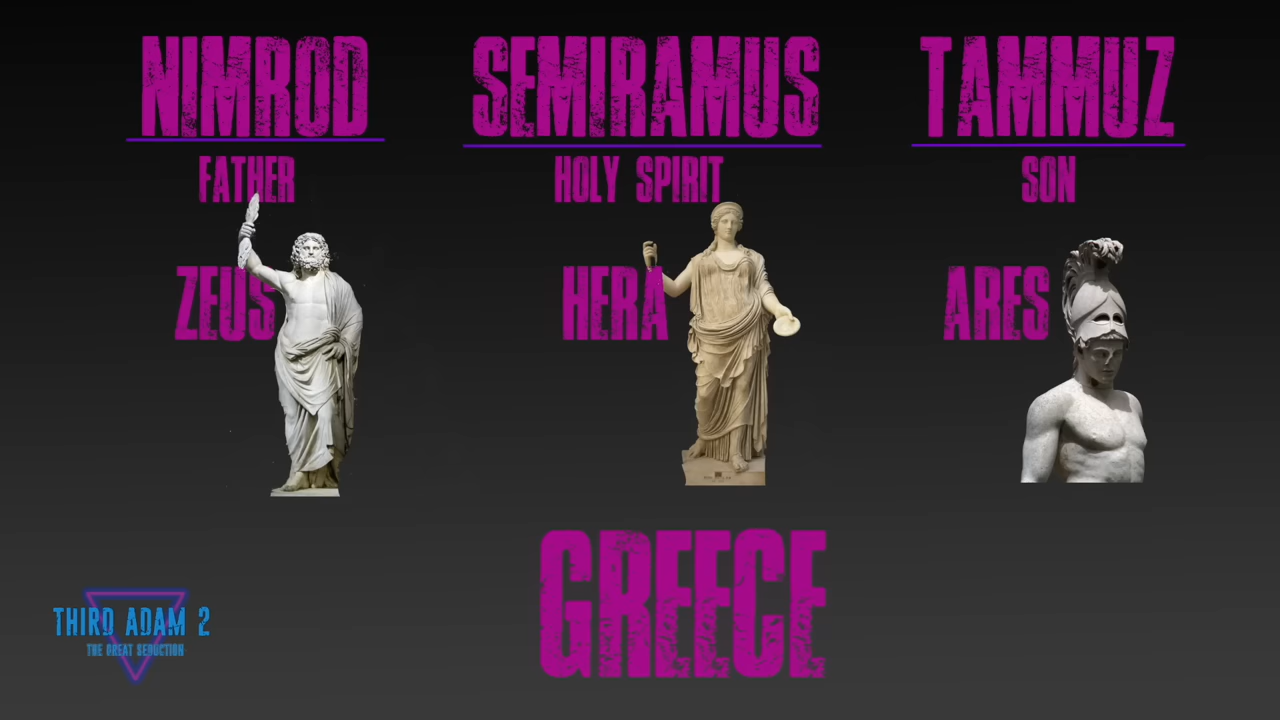 NIMROD SEMIRAMUS TAMMUZ
FATHER HOLY SPIRIT SON
ZEUS HERA ARES
GREECE
THIRD ADAM 2
THE GREAT SEDUCTION